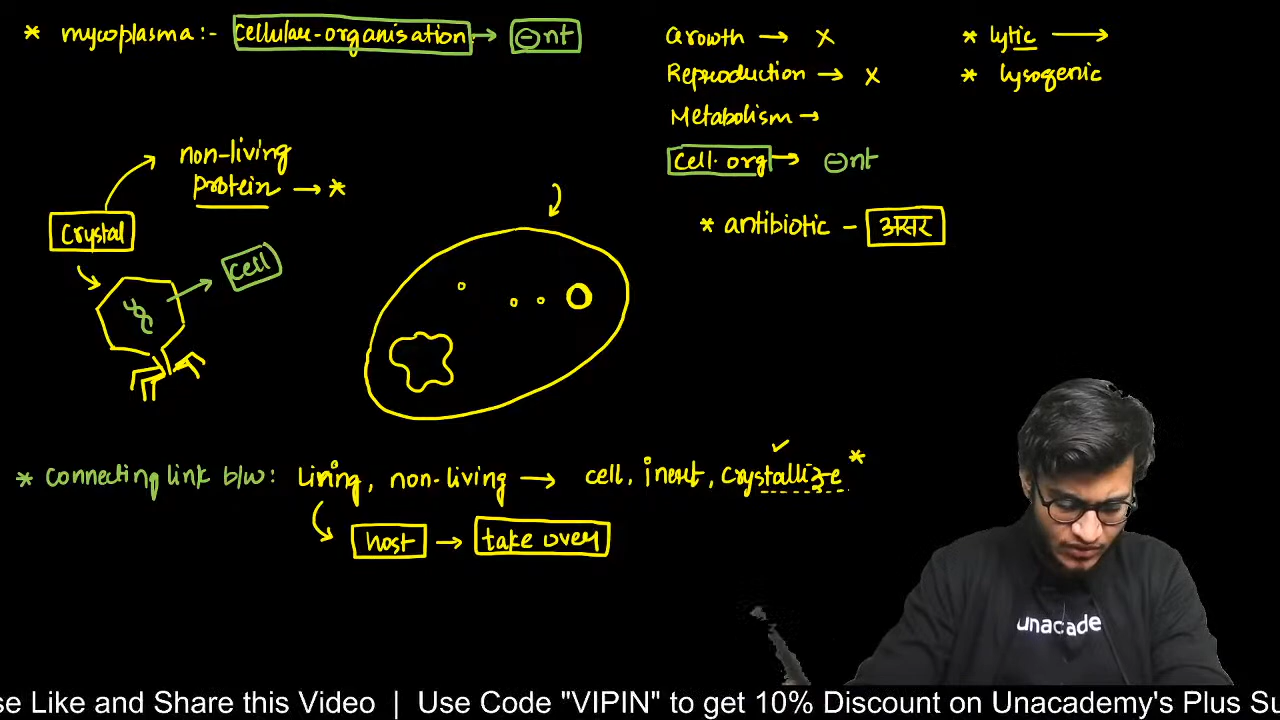 * mycoplasma :- Cellular-organisation → ⊖nt
Growth → x
Reproduction → x
Metabolism →
Cell. org → ⊖nt
* lytic →
* lysogenic
non-living
protein → *
Crystal
Cell
* antibiotic - असर
* Connecting link b/w: Living, non-living → cell, inert, crystallize *
host → take over
unacade
se Like and Share this Video | Use Code "VIPIN" to get 10% Discount on Unacademy's Plus Su